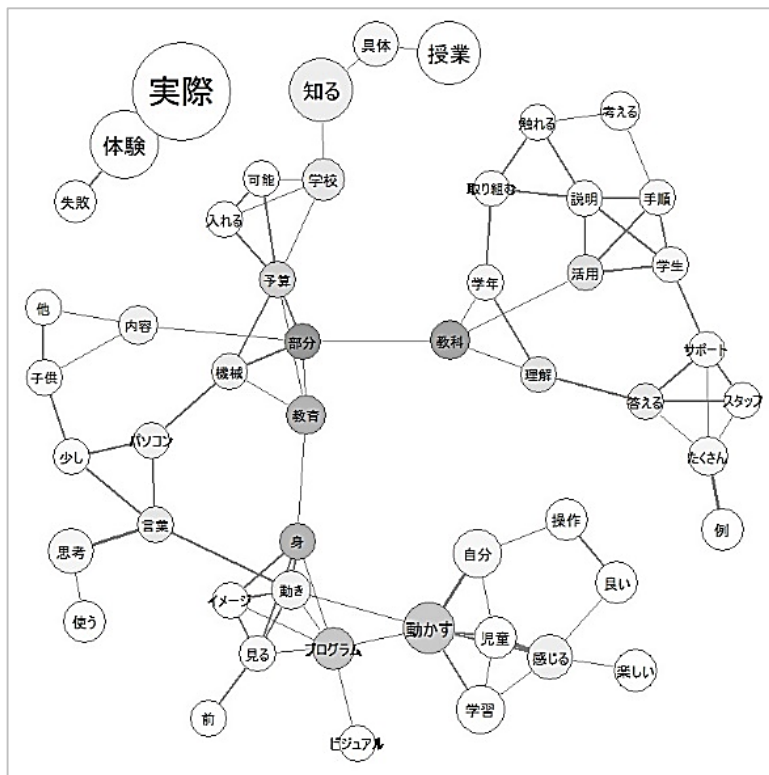 具体
授業
実際
知る
体験
失敗
可能
学校
入れる
予算
触れる
考える
取り組む
説明
手順
学年
活用
学生
他
内容
部分
教科
サポート
子供
機械
理解
答える
スタッフ
教育
少し
パソコン
たくさん
言葉
例
思考
身
自分
操作
使う
イメージ
動き
動かす
児童
良い
見る
プログラム
感じる
楽しい
前
学習
ビジュアル